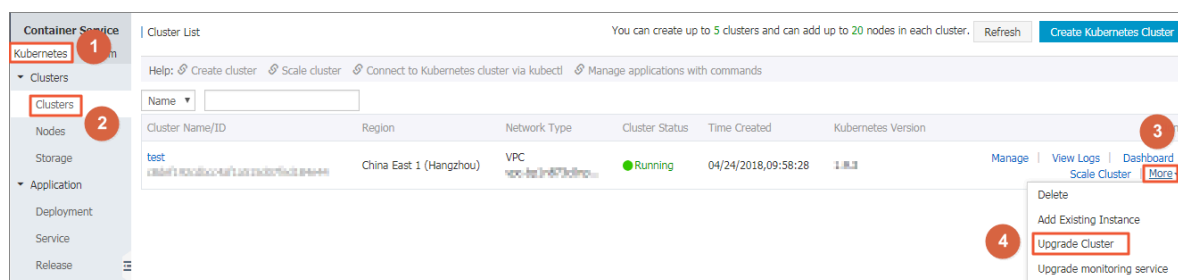 Container Service
Cluster List
You can create up to 5 clusters and can add up to 20 nodes in each cluster.
Refresh
Create Kubernetes Cluster
Kubernetes
1
Clusters
Help: Create cluster Scale cluster Connect to Kubernetes cluster via kubectl Manage applications with commands
Clusters
2
Name
Nodes
Cluster Name/ID Region Network Type Cluster Status Time Created Kubernetes Version
3
Storage
test
China East 1 (Hangzhou)
VPC
Running
04/24/2018,09:58:28
Manage View Logs Dashboard
Scale Cluster More
Application
Delete
Deployment
Add Existing Instance
Service
4
Upgrade Cluster
Release
Upgrade monitoring service